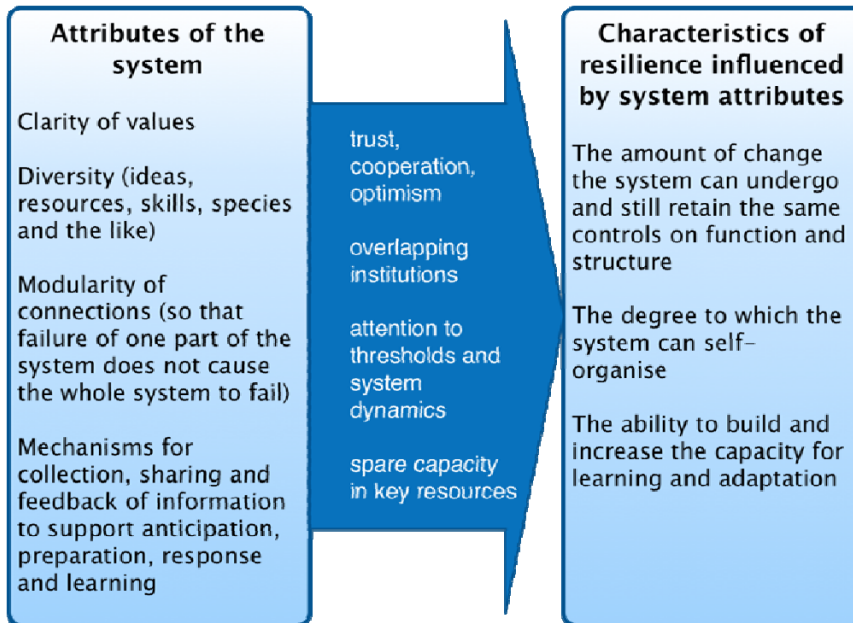 Attributes of the
system
Clarity of values
Diversity (ideas,
resources, skills, species
and the like)
Modularity of
connections (so that
failure of one part of the
system does not cause
the whole system to fail)
Mechanisms for
collection, sharing and
feedback of information
to support anticipation,
preparation, response
and learning
trust,
cooperation,
optimism
overlapping
institutions
attention to
thresholds and
system
dynamics
spare capacity
in key resources
Characteristics of
resilience influenced
by system attributes
The amount of change
the system can undergo
and still retain the same
controls on function and
structure
The degree to which the
system can self-
organise
The ability to build and
increase the capacity for
learning and adaptation